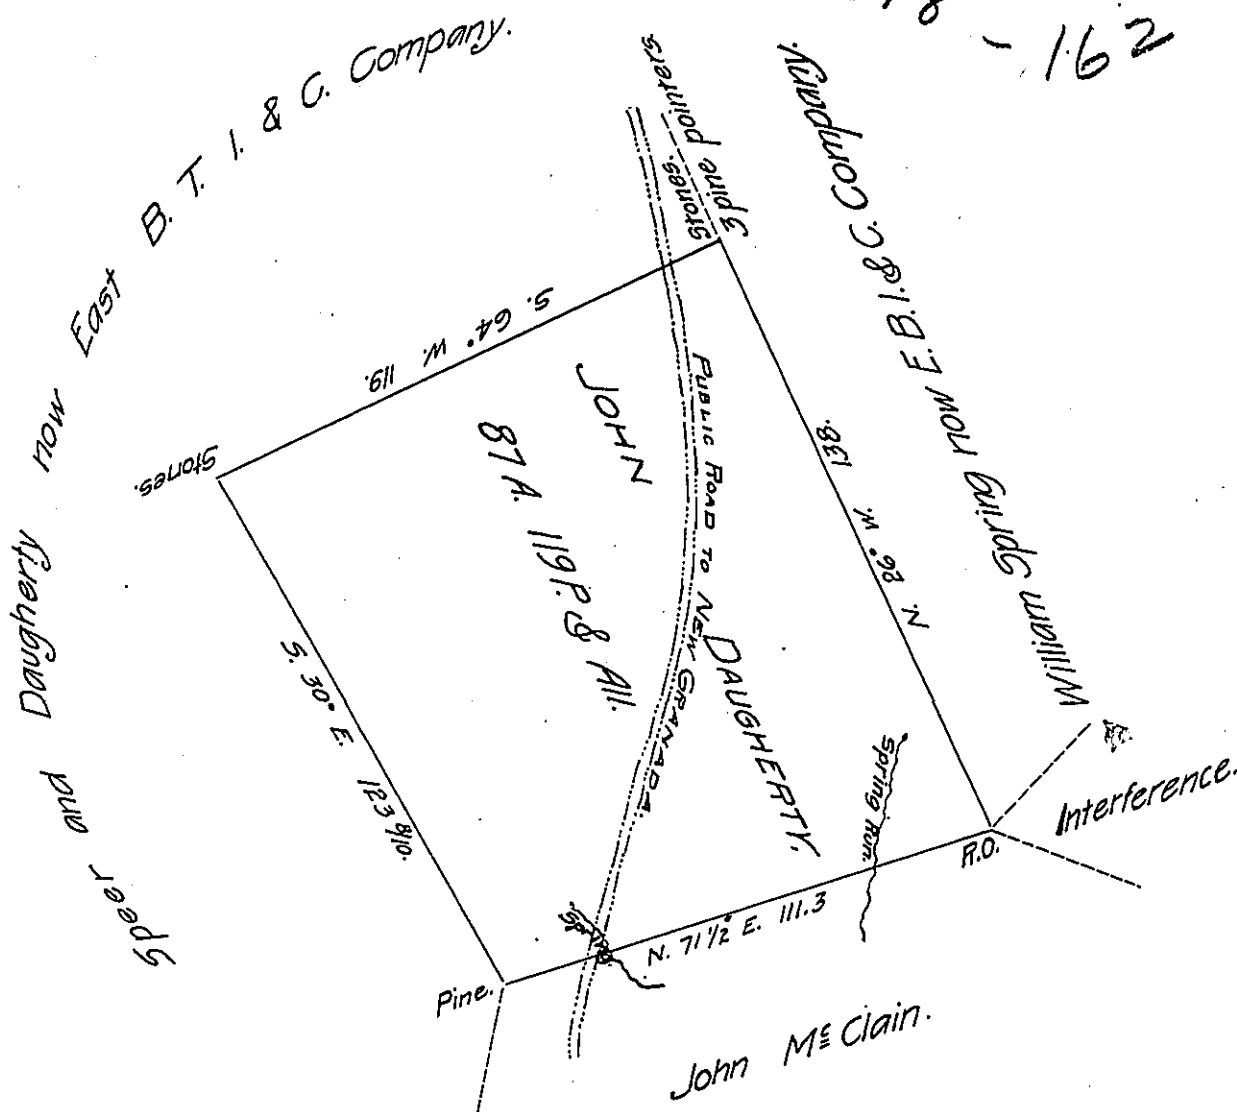 - 162
B. T. I. & C. Company.
Speer and Daugherty now East
William Spring now E. B. I. & C. Company.
3 pine pointers
Stones.
S. 64° W. 119.
Stones.
JOHN
DAUGHERTY.
87 A. 119 P. & All.
PUBLIC ROAD TO NEW GRANADA.
N. 26° W. 138.
S. 30° E. 123 8/10.
Spring Run.
R.O.
Interference.
N. 71 1/2° E. 111.3
Pine.
John McClain.